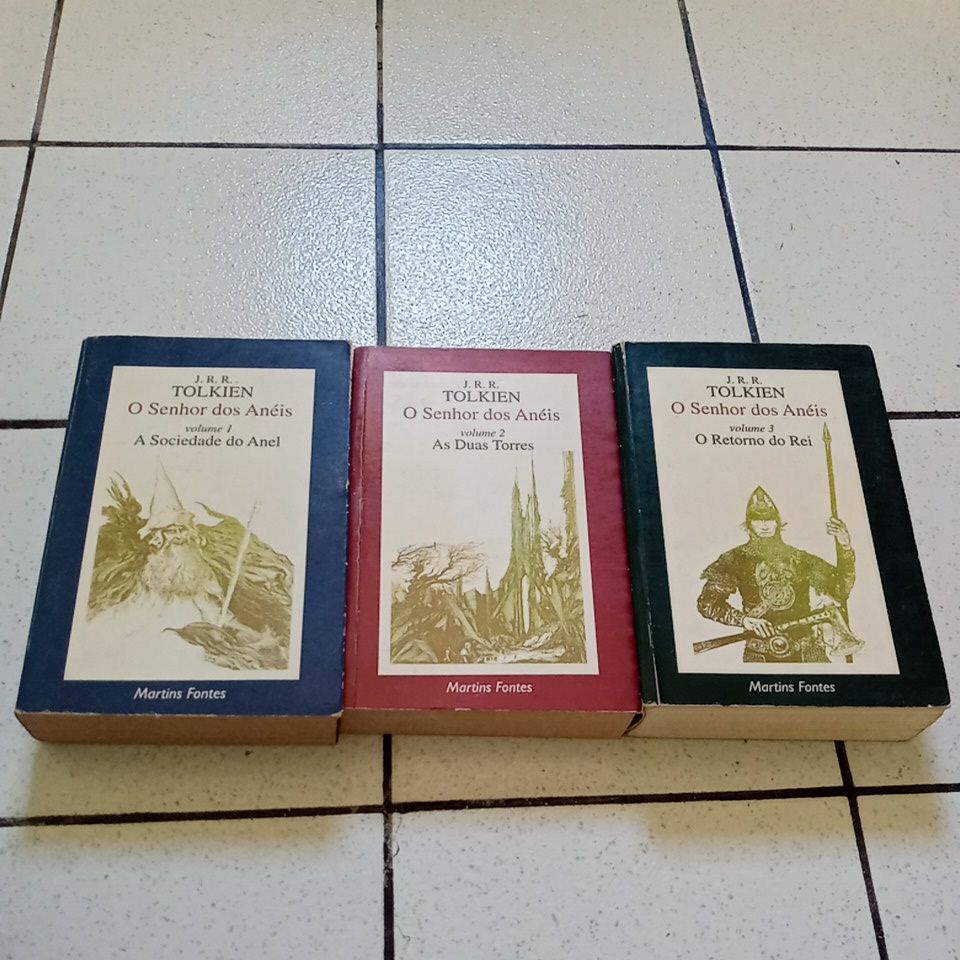 J. R. R.
TOLKIEN
O Senhor dos Anéis
volume 1
A Sociedade do Anel
Martins Fontes
J. R. R.
TOLKIEN
O Senhor dos Anéis
volume 2
As Duas Torres
Martins Fontes
J. R. R.
TOLKIEN
O Senhor dos Anéis
volume 3
O Retorno do Rei
Martins Fontes